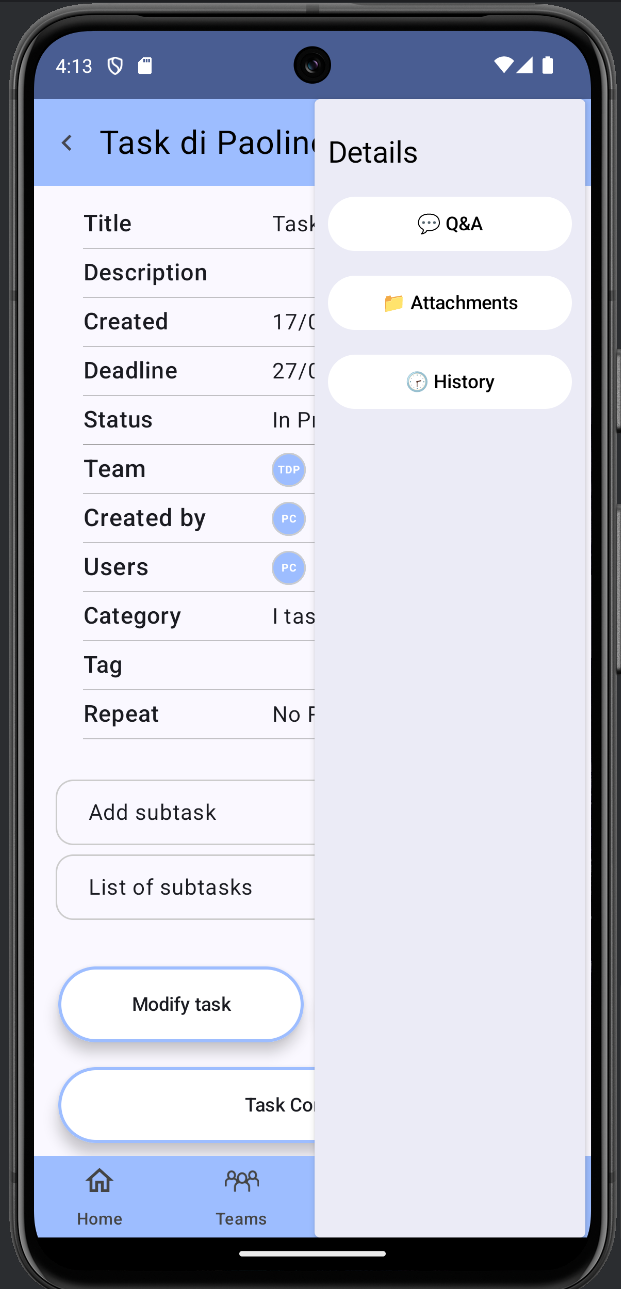 4:13
Task di Paolino
Details
💬 Q&A
📁 Attachments
🕝 History
Title Task
Description
Created 17/0
Deadline 27/0
Status In Pr
Team TDP
Created by PC
Users PC
Category I tas
Tag
Repeat No R
Add subtask
List of subtasks
Modify task
Task Co
Home Teams